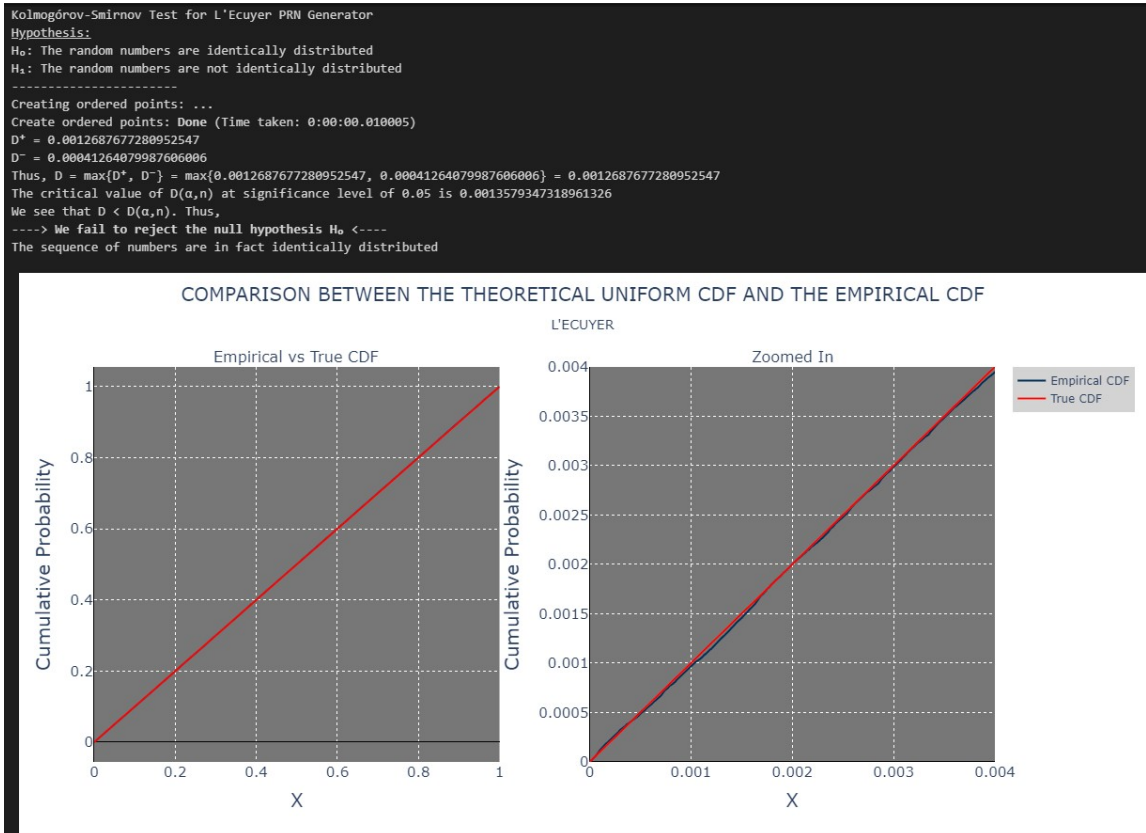 Kolmogórov-Smirnov Test for L'Ecuyer PRN Generator
Hypothesis:
H₀: The random numbers are identically distributed
H₁: The random numbers are not identically distributed
-----------------------
Creating ordered points: ...
Create ordered points: Done (Time taken: 0:00:00.010005)
D⁺ = 0.0012687677280952547
D⁻ = 0.00041264079987606006
Thus, D = max{D⁺, D⁻} = max{0.0012687677280952547, 0.00041264079987606006} = 0.0012687677280952547
The critical value of D(α,n) at significance level of 0.05 is 0.0013579347318961326
We see that D < D(α,n). Thus,
----> We fail to reject the null hypothesis H₀ <----
The sequence of numbers are in fact identically distributed
COMPARISON BETWEEN THE THEORETICAL UNIFORM CDF AND THE EMPIRICAL CDF
L'ECUYER
Empirical vs True CDF
Cumulative Probability
1
0.8
0.6
0.4
0.2
0
0 0.2 0.4 0.6 0.8 1
X
Zoomed In
Cumulative Probability
0.004
0.0035
0.003
0.0025
0.002
0.0015
0.001
0.0005
0
0 0.001 0.002 0.003 0.004
X
Empirical CDF
True CDF